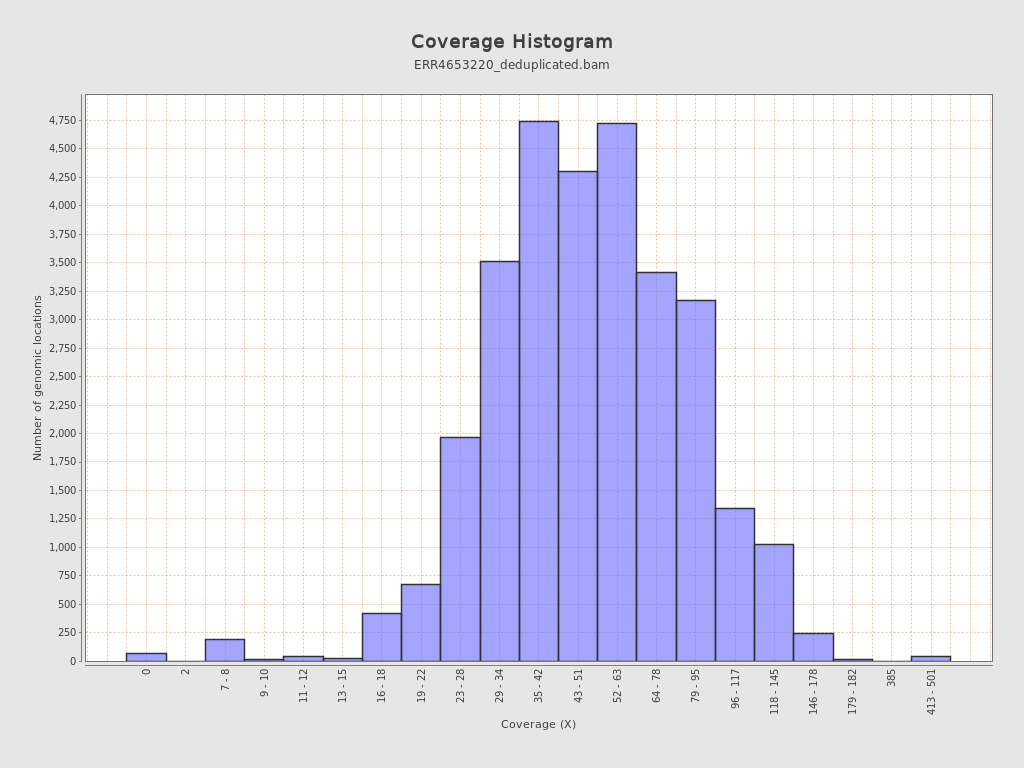 Coverage Histogram
ERR4653220_deduplicated.bam
Number of genomic locations
4,750
4,500
4,250
4,000
3,750
3,500
3,250
3,000
2,750
2,500
2,250
2,000
1,750
1,500
1,250
1,000
750
500
250
0
0
2
7 - 8
9 - 10
11 - 12
13 - 15
16 - 18
19 - 22
23 - 28
29 - 34
35 - 42
43 - 51
52 - 63
64 - 78
79 - 95
96 - 117
118 - 145
146 - 178
179 - 182
385
413 - 501
Coverage (X)